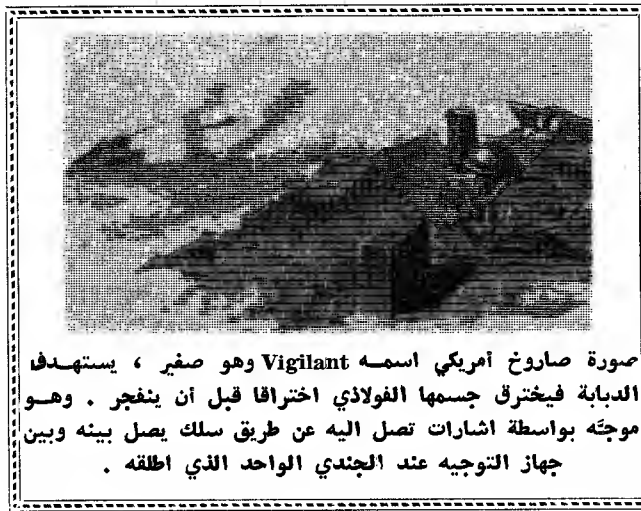 صورة صاروخ أمريكي اسمه Vigilant وهو صغير ، يستهدف
الدبابة فيخترق جسمها الفولاذي اختراقا قبل أن ينفجر . وهو
موجّه بواسطة اشارات تصل اليه عن طريق سلك يصل بينه وبين
جهاز التوجيه عند الجندي الواحد الذي اطلقه .